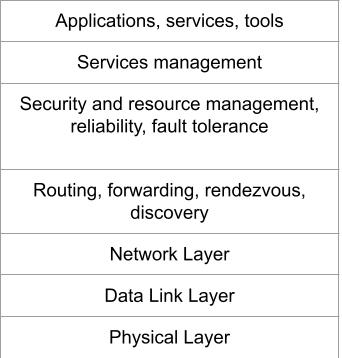 Applications, services, tools
Services management
Security and resource management,
reliability, fault tolerance
Routing, forwarding, rendezvous,
discovery
Network Layer
Data Link Layer
Physical Layer